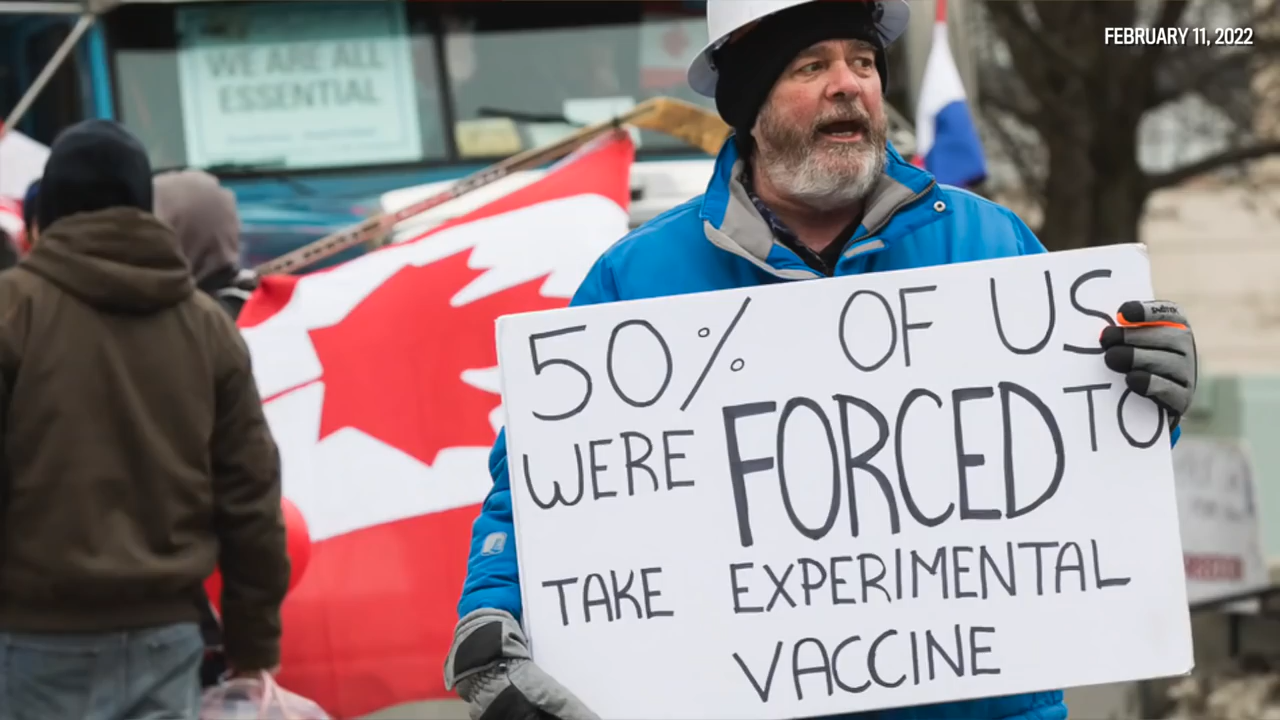 FEBRUARY 11, 2022
WE ARE ALL
ESSENTIAL
50% OF US
WERE FORCED TO
TAKE EXPERIMENTAL
VACCINE